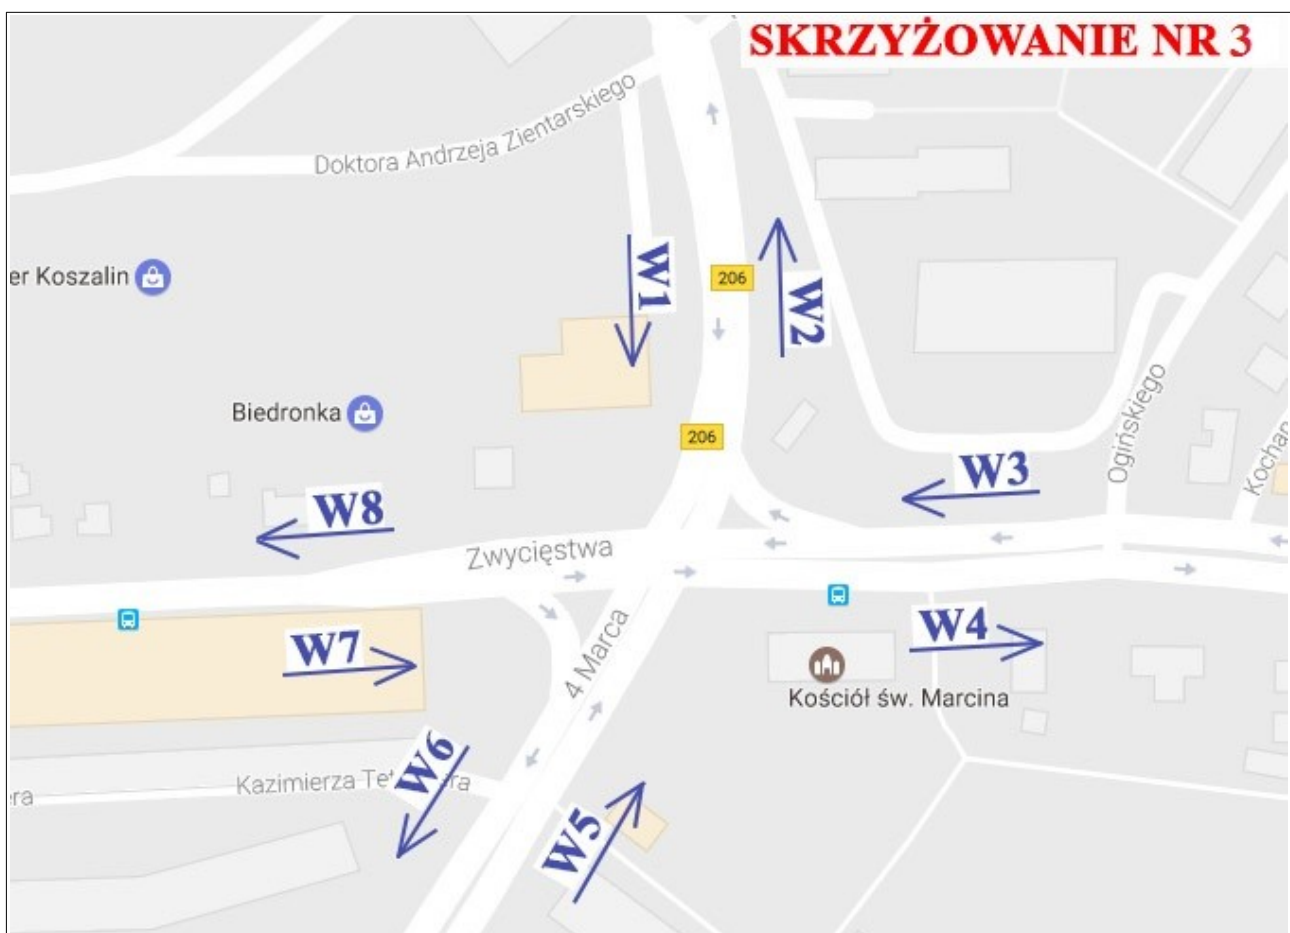 SKRZYŻOWANIE NR 3
Doktora Andrzeja Zientarskiego
W1
206
W2
er Koszalin
Biedronka
206
Ogińskiego
Kochan
W3
W8
Zwycięstwa
W7
4 Marca
W4
Kościół św. Marcina
W6
Kazimierza
era
W5